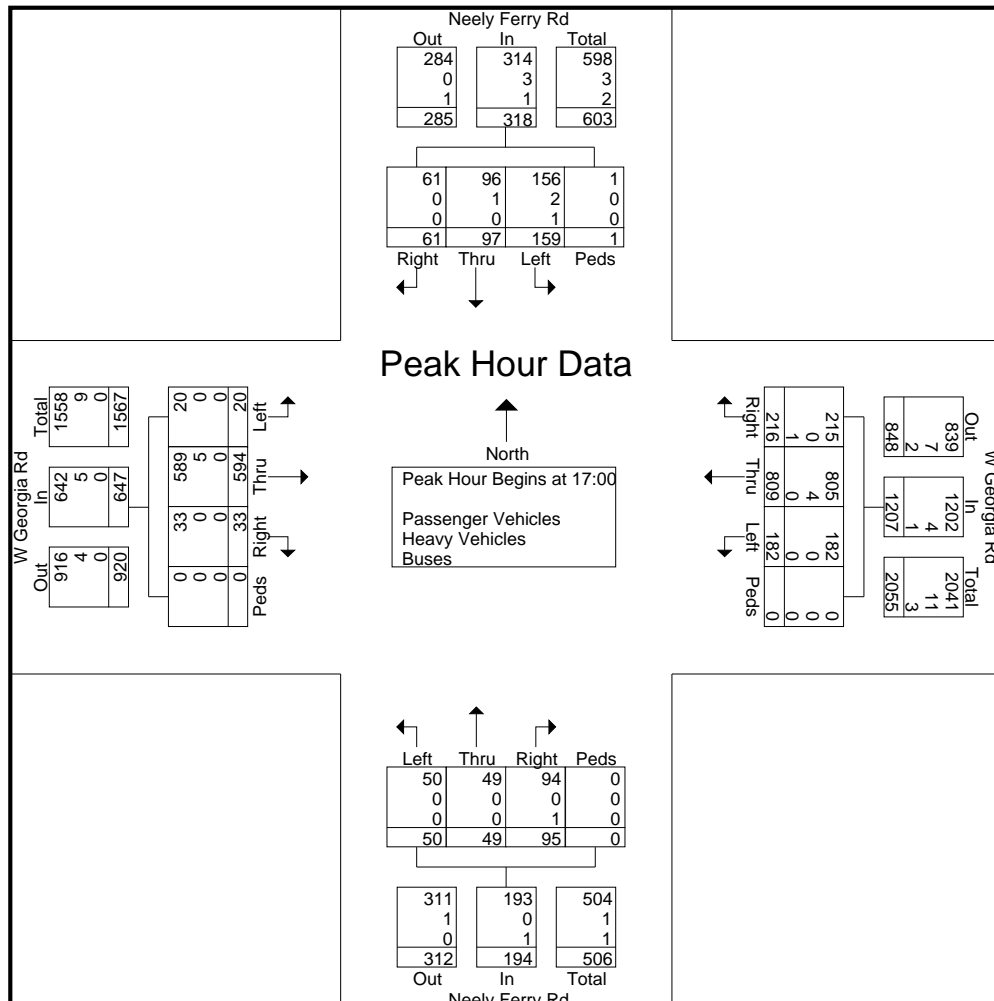 Neely Ferry Rd
Out In Total
284 314 598
0 3 3
1 1 2
285 318 603
61 96 156 1
0 1 2 0
0 0 1 0
61 97 159 1
Right Thru Left Peds
Peak Hour Data
North
Peak Hour Begins at 17:00
Passenger Vehicles
Heavy Vehicles
Buses
W Georgia Rd
Out In Total
916 642 1558
4 5 9
0 0 0
920 647 1567
Left Thru Right Peds
20 589 33 0
0 5 0 0
0 0 0 0
20 594 33 0
W Georgia Rd
Out In Total
839 1202 2041
7 4 11
2 1 3
848 1207 2055
Right Thru Left Peds
215 805 182 0
0 4 0 0
1 0 0 0
216 809 182 0
Left Thru Right Peds
50 49 94 0
0 0 0 0
0 0 1 0
50 49 95 0
311 193 504
1 0 1
0 1 1
312 194 506
Out In Total
Neely Ferry Rd